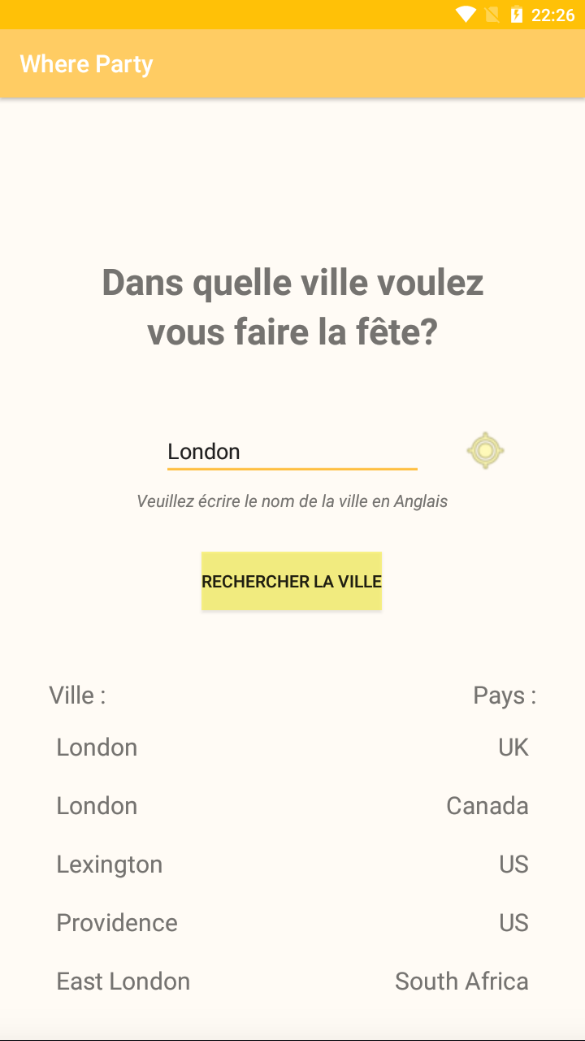 22:26
Where Party
Dans quelle ville voulez
vous faire la fête?
London
Veuillez écrire le nom de la ville en Anglais
RECHERCHER LA VILLE
Ville : Pays :
London UK
London Canada
Lexington US
Providence US
East London South Africa